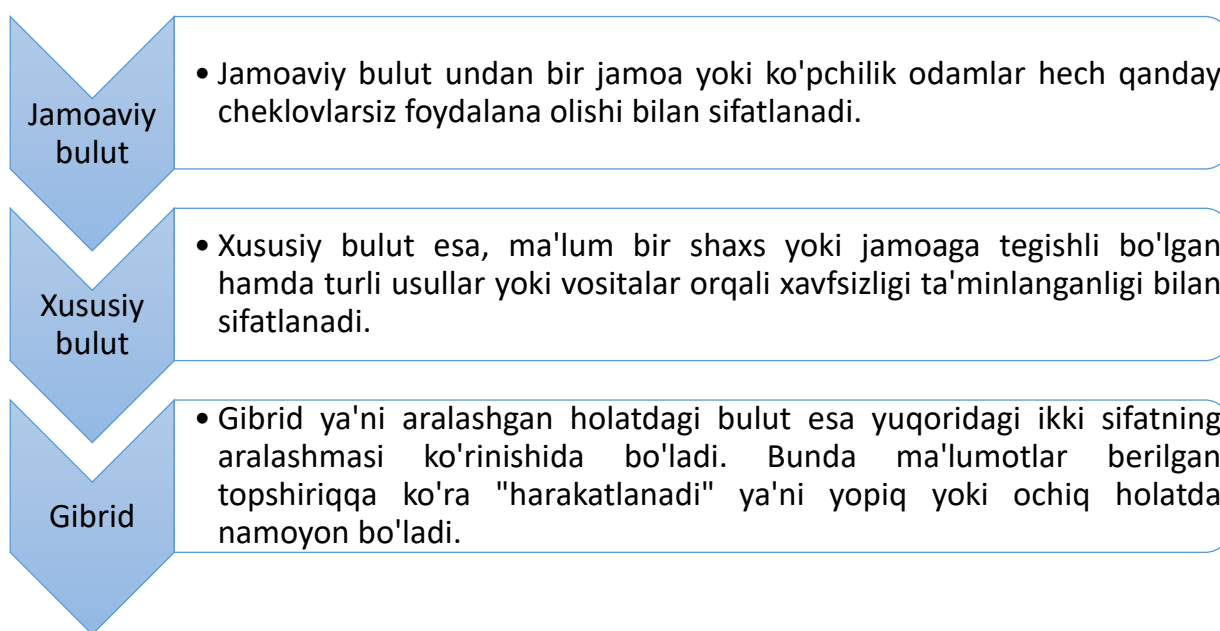 Jamoaviy
bulut
• Jamoaviy bulut undan bir jamoa yoki ko'pchilik odamlar hech qanday
cheklovlarsiz foydalana olishi bilan sifatlanadi.
Xususiy
bulut
• Xususiy bulut esa, ma'lum bir shaxs yoki jamoaga tegishli bo'lgan
hamda turli usullar yoki vositalar orqali xavfsizligi ta'minlanganligi bilan
sifatlanadi.
Gibrid
• Gibrid ya'ni aralashgan holatdagi bulut esa yuqoridagi ikki sifatning
aralashmasi ko'rinishida bo'ladi. Bunda ma'lumotlar berilgan
topshiriqqa ko'ra "harakatlanadi" ya'ni yopiq yoki ochiq holatda
namoyon bo'ladi.